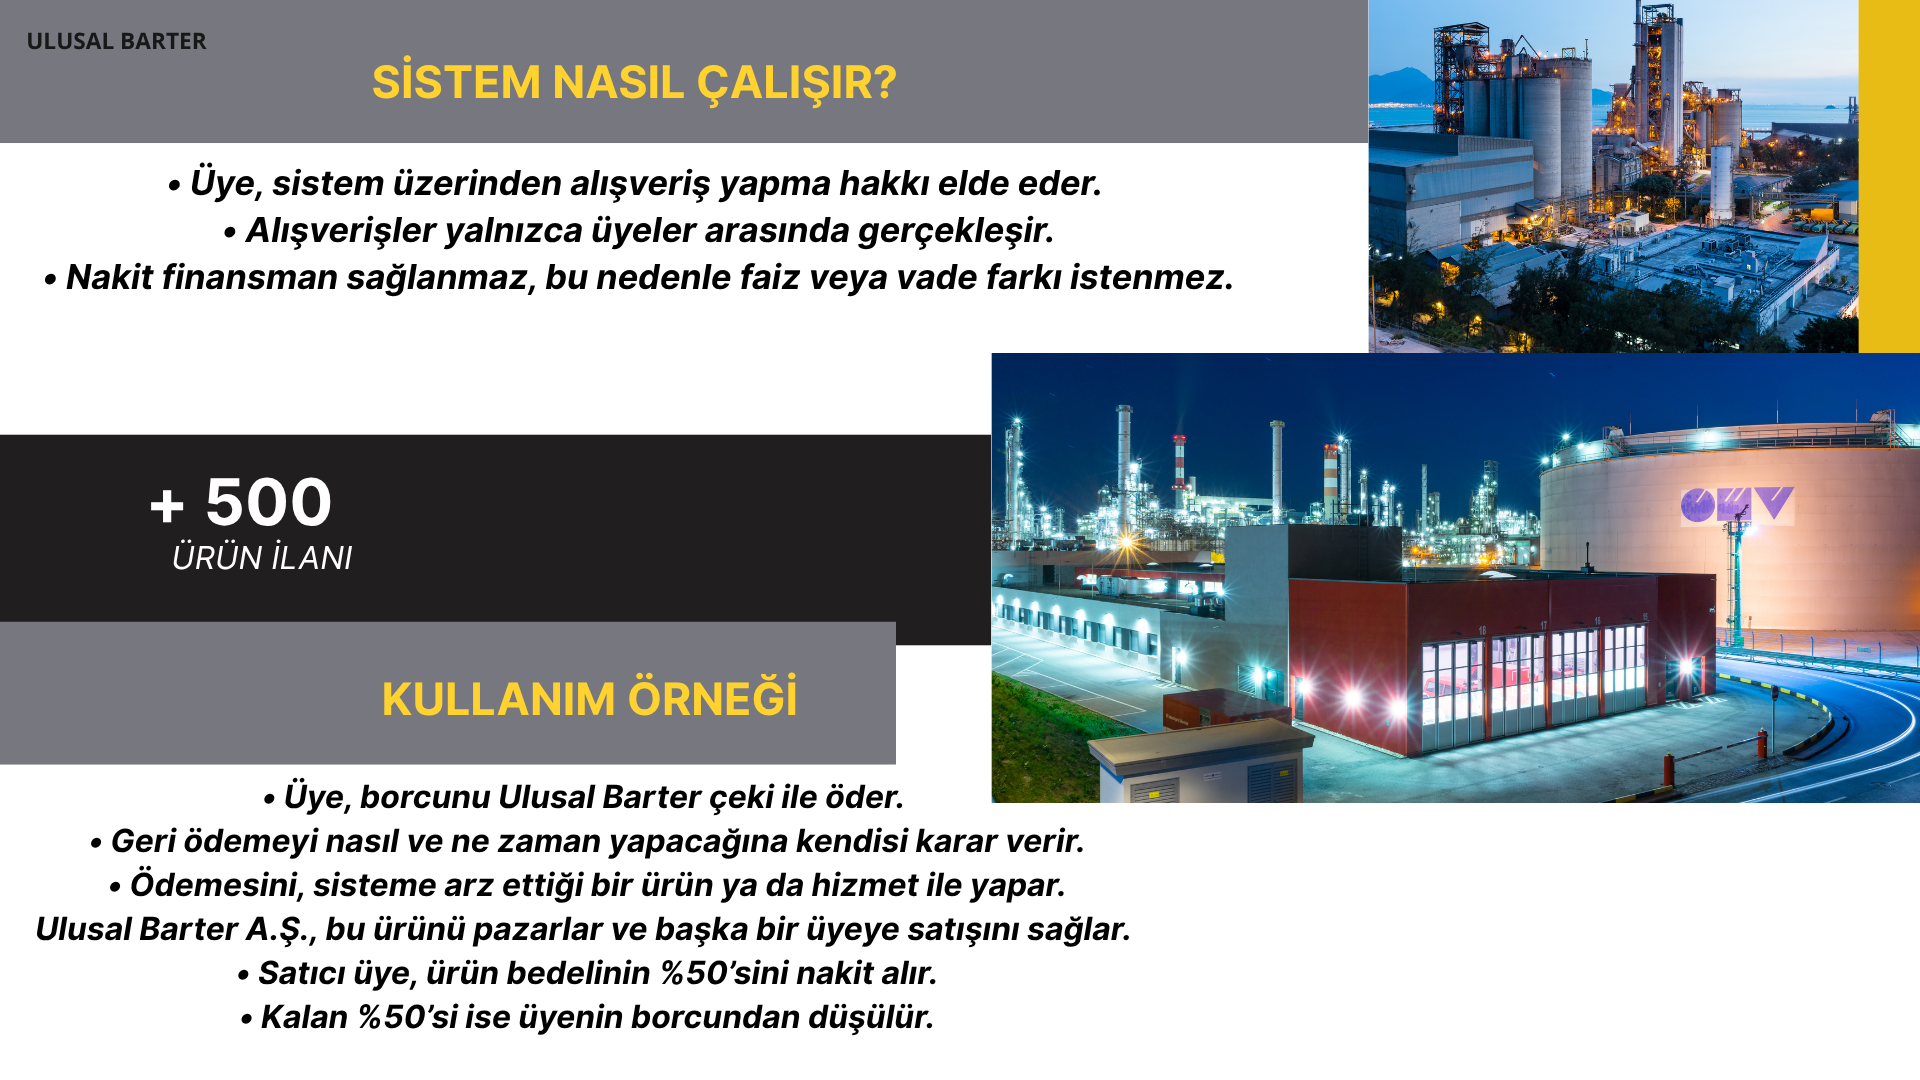 ULUSAL BARTER
SİSTEM NASIL ÇALIŞIR?
• Üye, sistem üzerinden alışveriş yapma hakkı elde eder.
• Alışverişler yalnızca üyeler arasında gerçekleşir.
• Nakit finansman sağlanmaz, bu nedenle faiz veya vade farkı istenmez.
+ 500
ÜRÜN İLANI
OMV
18 17 16 15
KULLANIM ÖRNEĞİ
• Üye, borcunu Ulusal Barter çeki ile öder.
• Geri ödemeyi nasıl ve ne zaman yapacağına kendisi karar verir.
• Ödemesini, sisteme arz ettiği bir ürün ya da hizmet ile yapar.
Ulusal Barter A.Ş., bu ürünü pazarlar ve başka bir üyeye satışını sağlar.
• Satıcı üye, ürün bedelinin %50’sini nakit alır.
• Kalan %50’si ise üyenin borcundan düşülür.